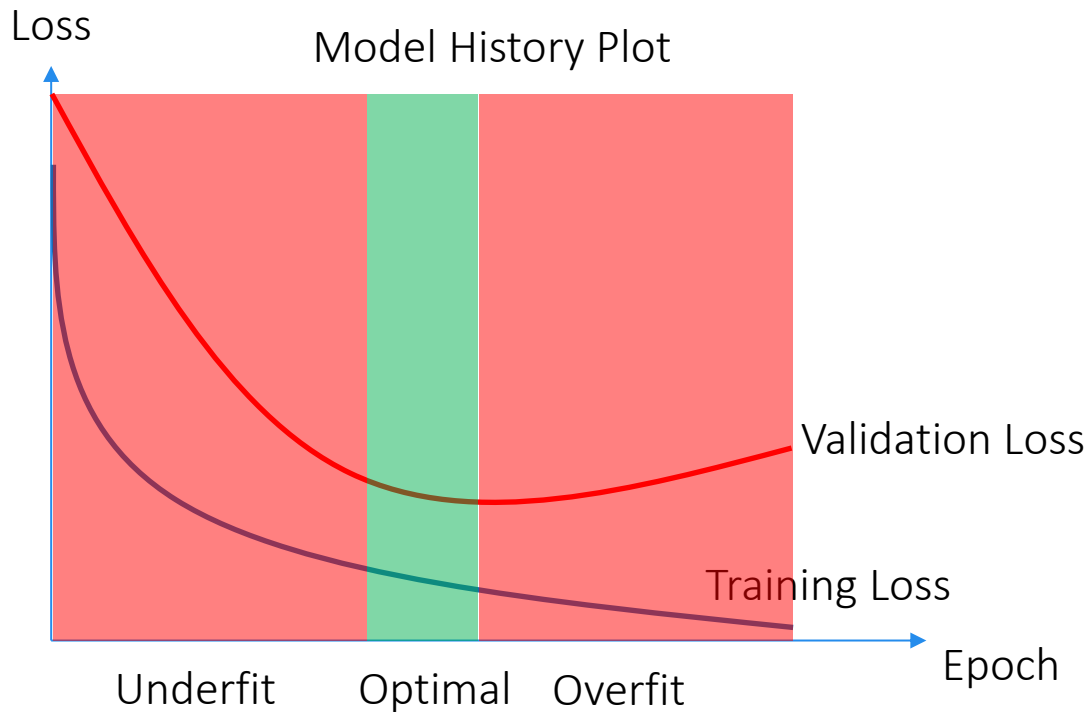 Loss
Model History Plot
Validation Loss
Training Loss
Epoch
Underfit
Optimal
Overfit